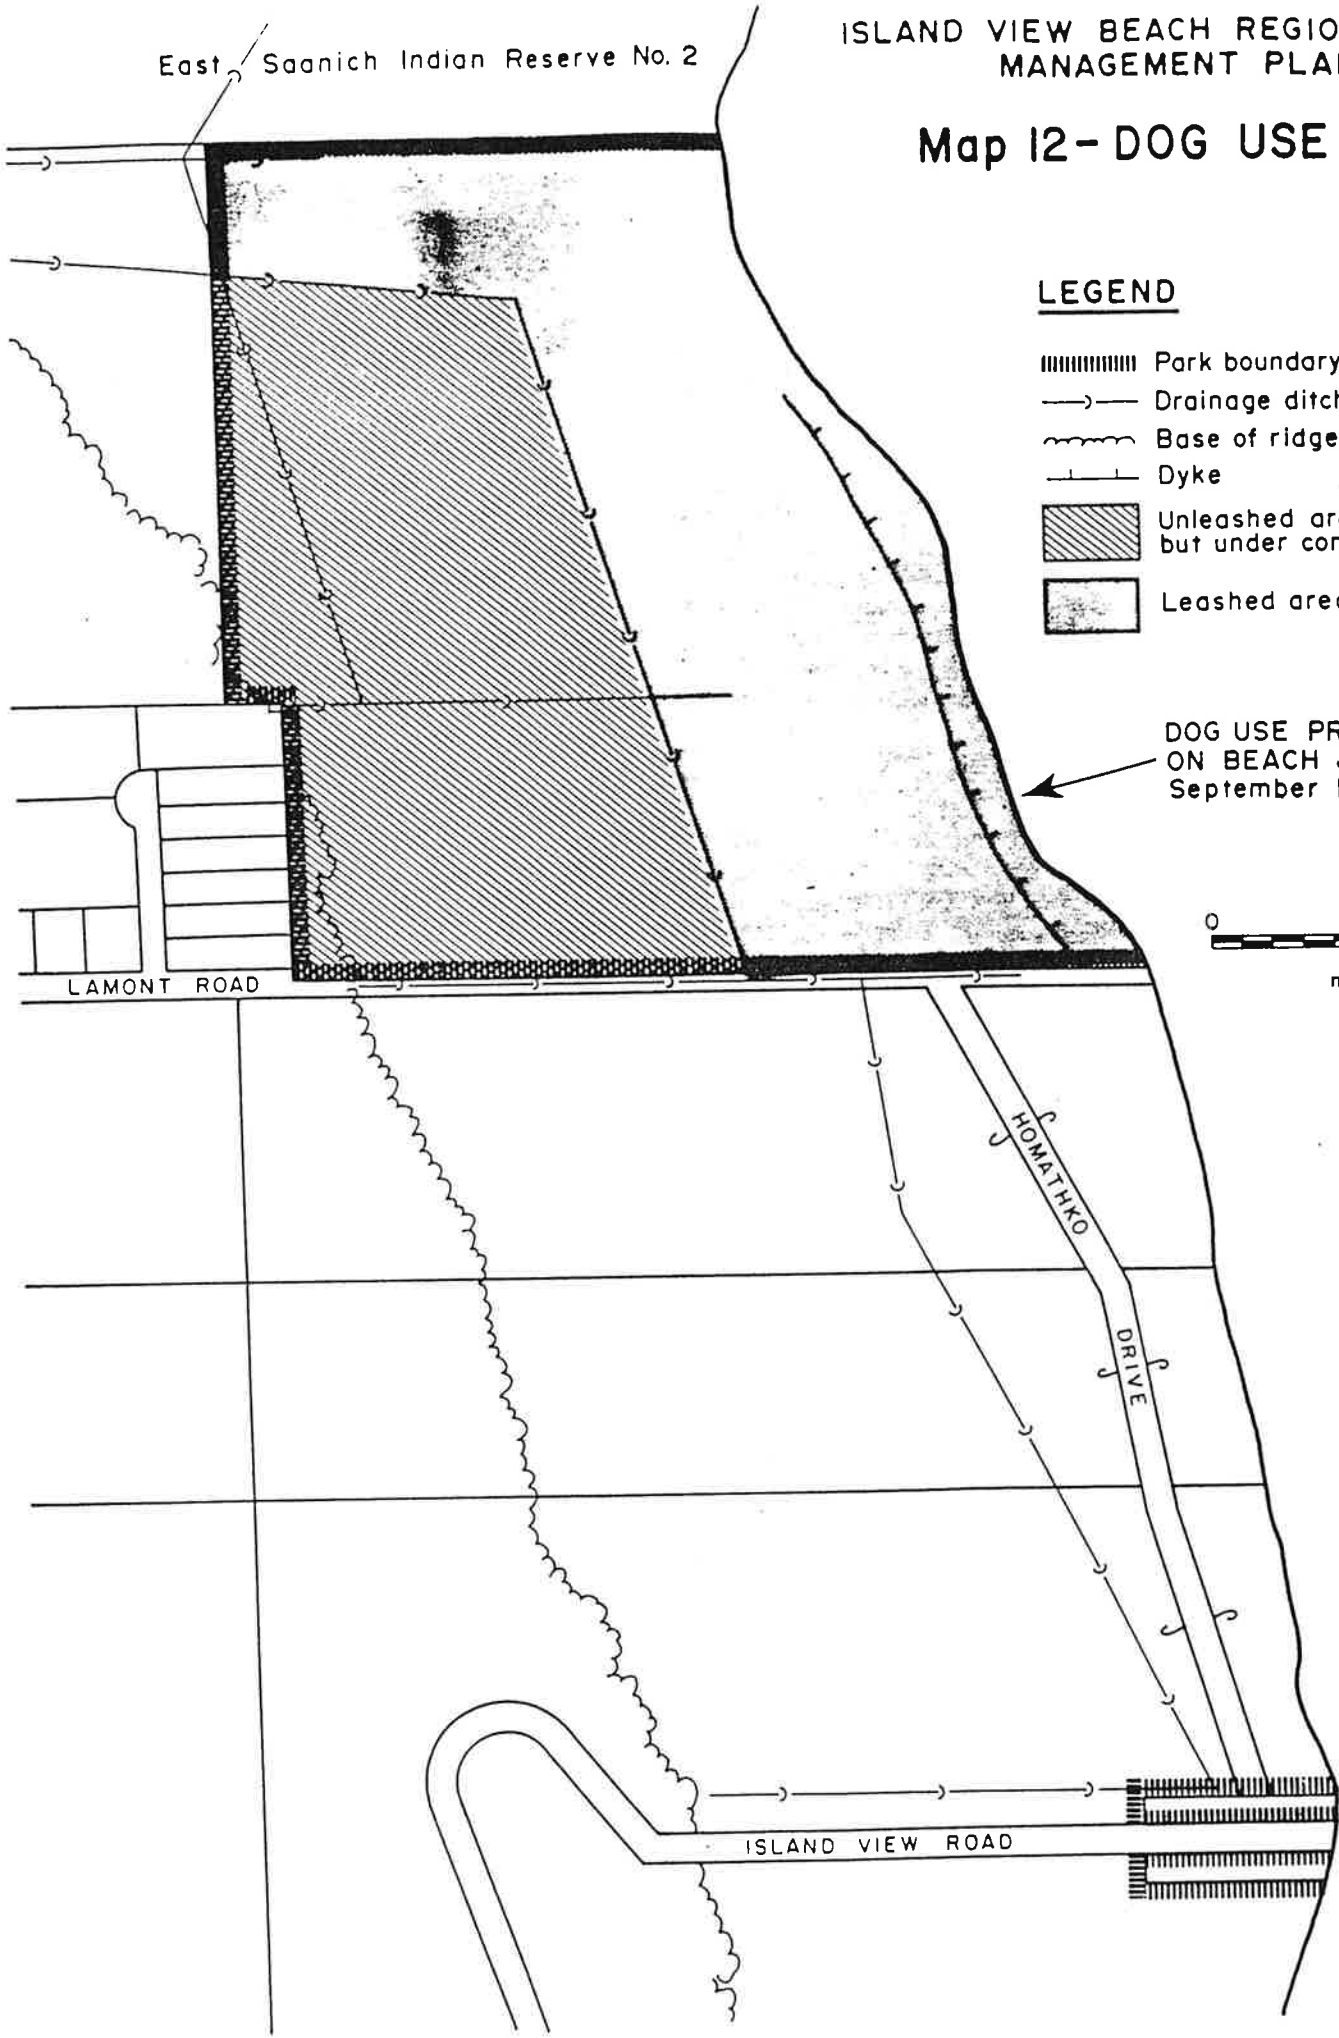 East Saanich Indian Reserve No. 2
ISLAND VIEW BEACH REGIO
MANAGEMENT PLA
Map 12- DOG USE
LEGEND
Park boundary
Drainage ditch
Base of ridge
Dyke
Unleashed ar
but under con
Leashed area
DOG USE PR
ON BEACH
September
0
LAMONT ROAD
HOMATHKO
DRIVE
ISLAND VIEW ROAD